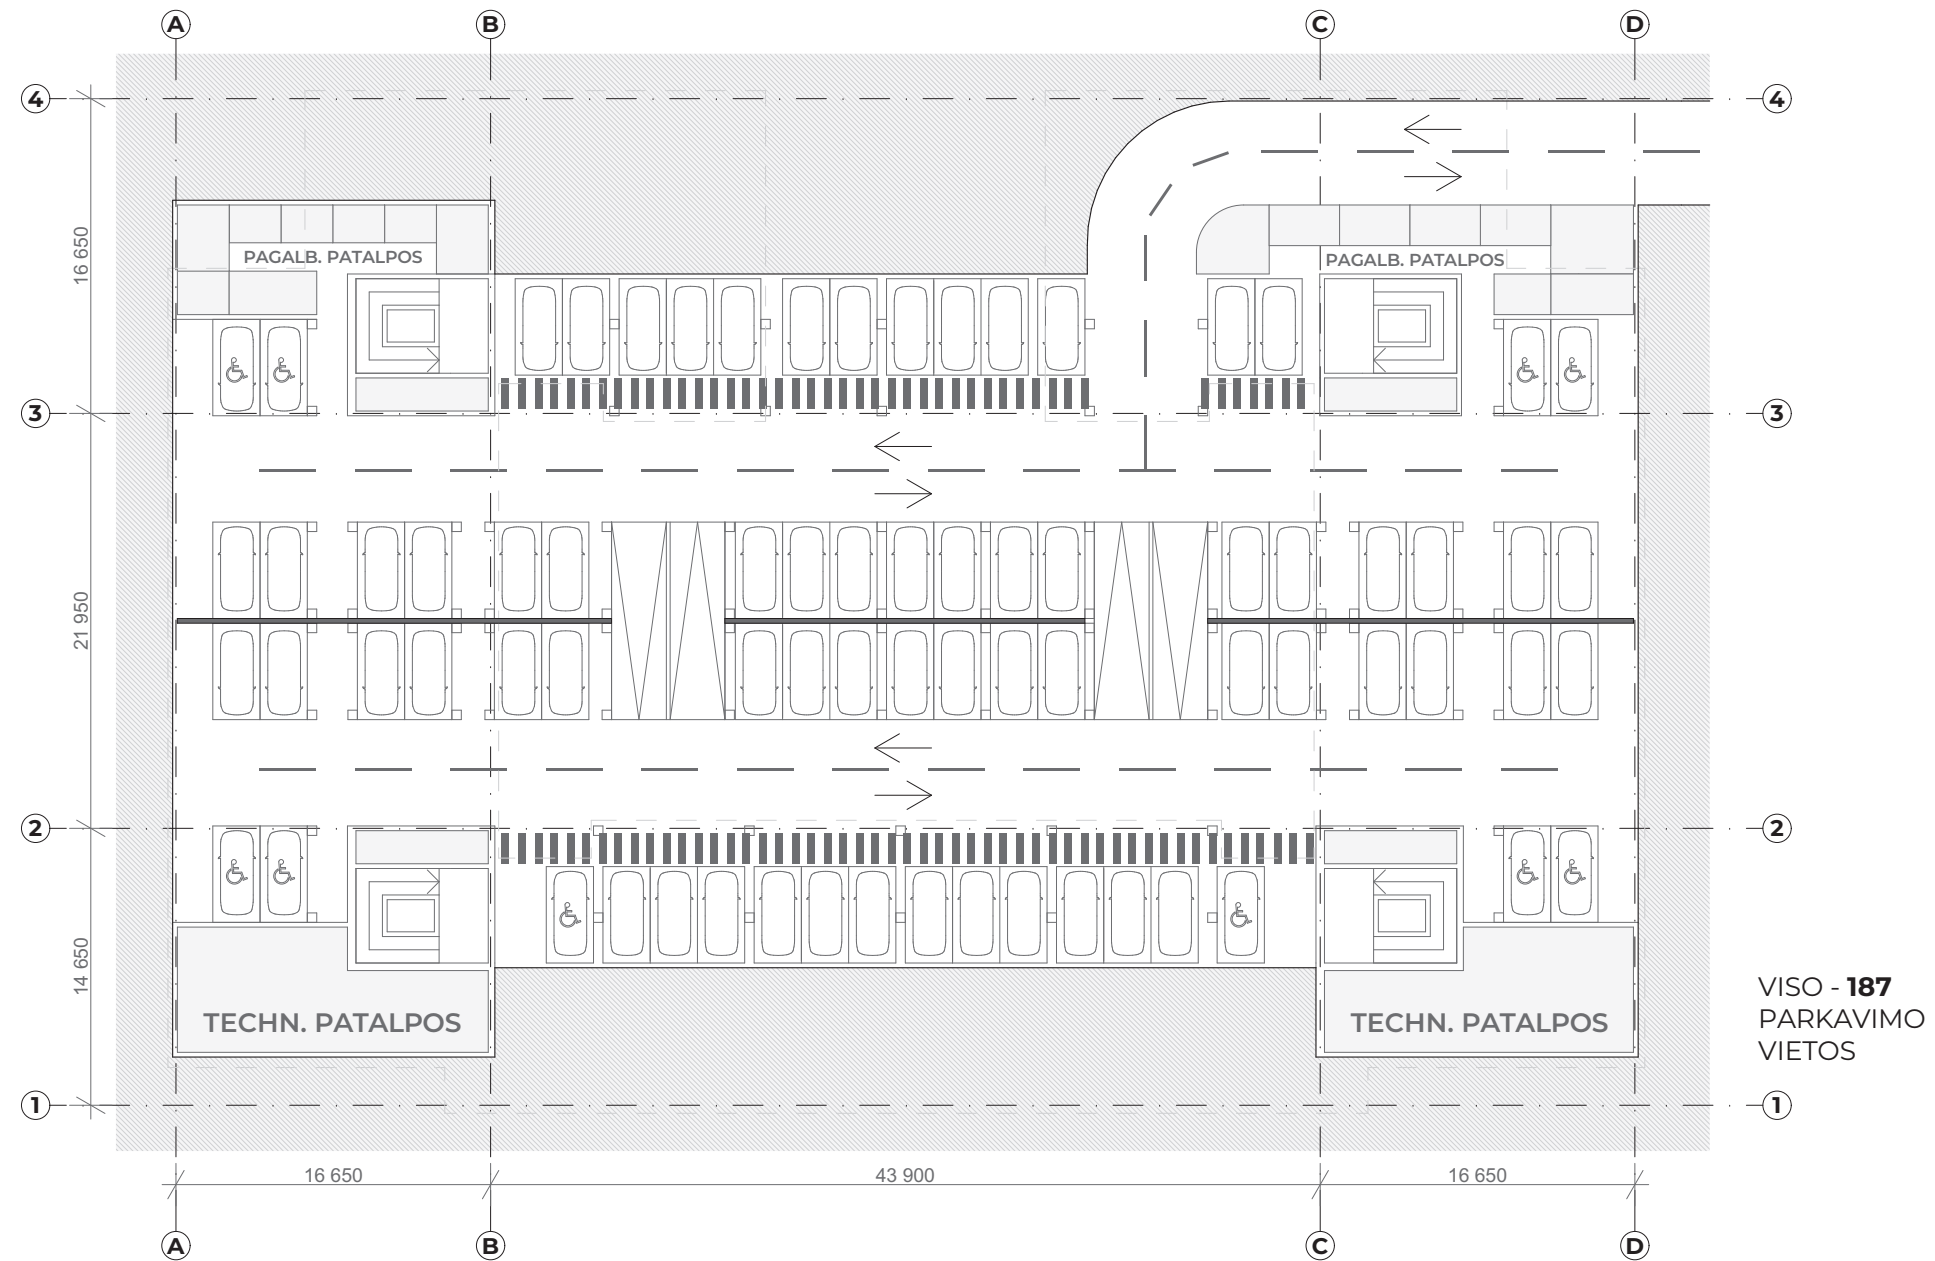 A B C D
4 4
16 650
PAGALB. PATALPOS PAGALB. PATALPOS
3 3
21 950
2 2
14 650
TECHN. PATALPOS TECHN. PATALPOS
VISO - 187
PARKAVIMO
VIETOS
1 1
16 650 43 900 16 650
A B C D